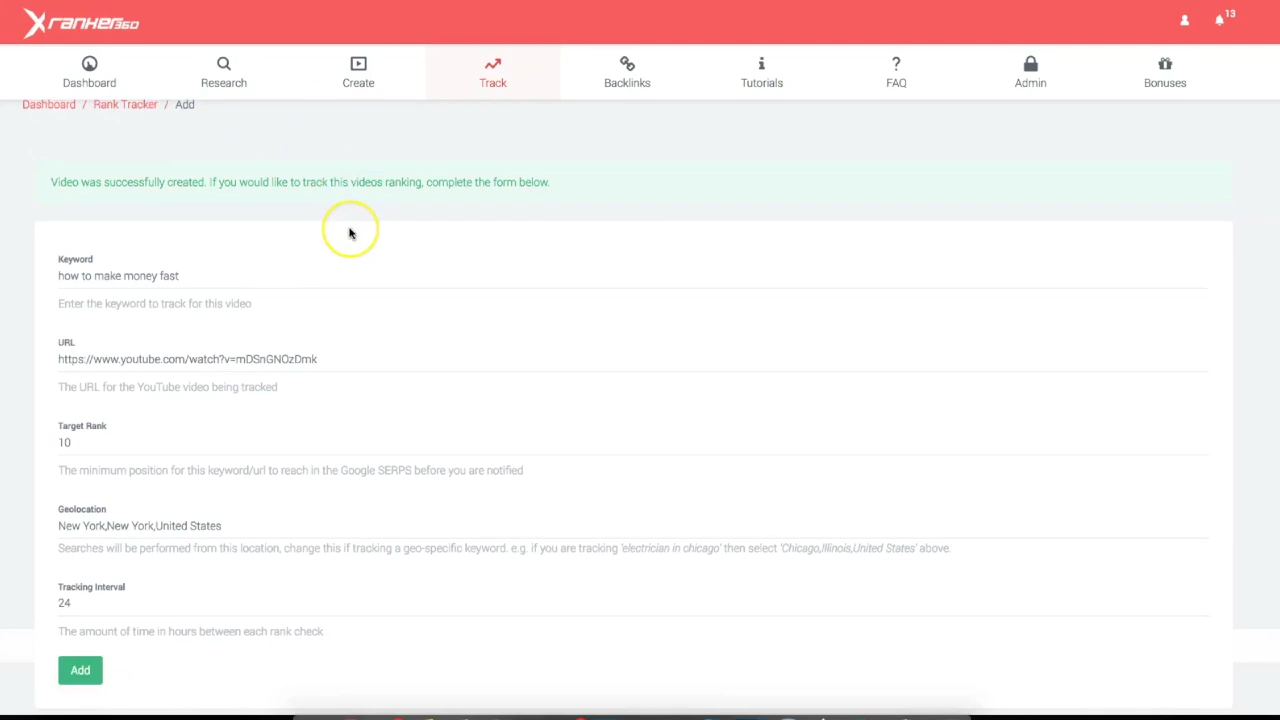 Xranker360
13
Dashboard Research Create Track Backlinks Tutorials FAQ Admin Bonuses
Dashboard / Rank Tracker / Add
Video was successfully created. If you would like to track this videos ranking, complete the form below.
Keyword
how to make money fast
Enter the keyword to track for this video
URL
https://www.youtube.com/watch?v=mDSnGNOzDmk
The URL for the YouTube video being tracked
Target Rank
10
The minimum position for this keyword/url to reach in the Google SERPS before you are notified
Geolocation
New York,New York,United States
Searches will be performed from this location, change this if tracking a geo-specific keyword. e.g. if you are tracking 'electrician in chicago' then select 'Chicago,Illinois,United States' above.
Tracking Interval
24
The amount of time in hours between each rank check
Add